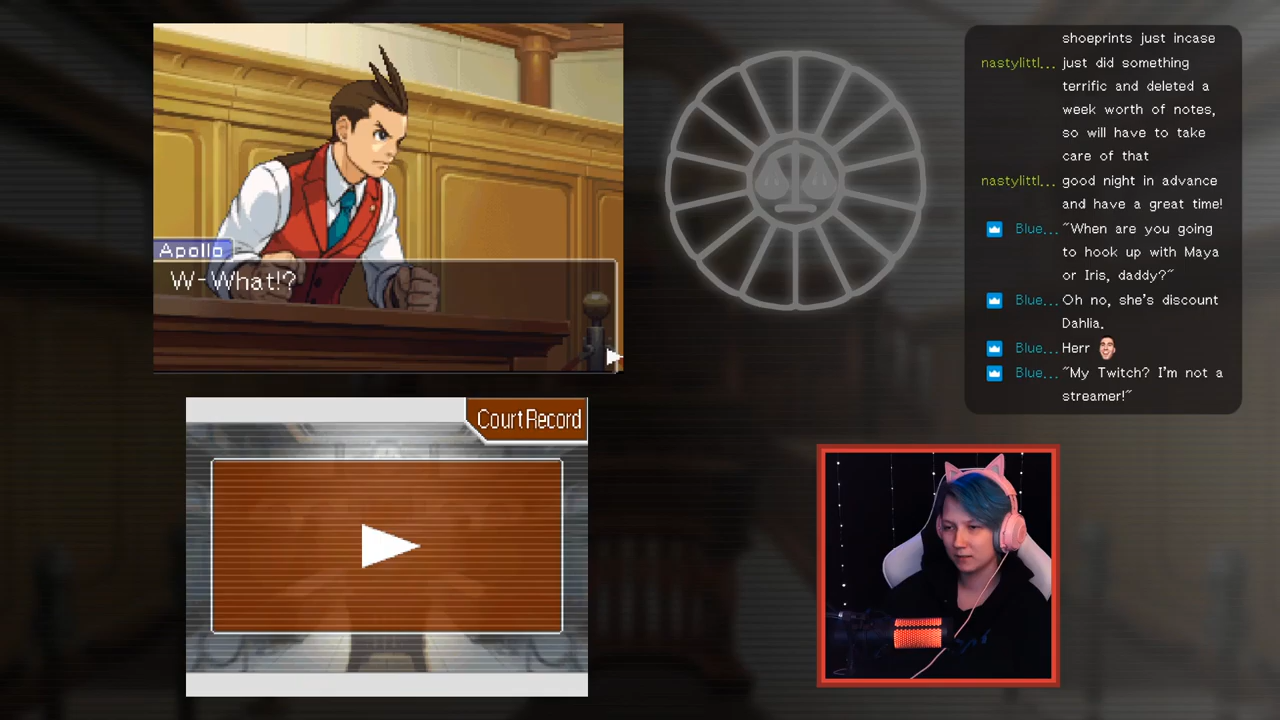 Apollo
W-What!?
Court Record
shoeprints just incase
nastylittl... just did something
terrific and deleted a
week worth of notes,
so will have to take
care of that
nastylittl... good night in advance
and have a great time!
Blue... "When are you going
to hook up with Maya
or Iris, daddy?"
Blue... Oh no, she's discount
Dahlia.
Blue... Herr
Blue... "My Twitch? I'm not a
streamer!"